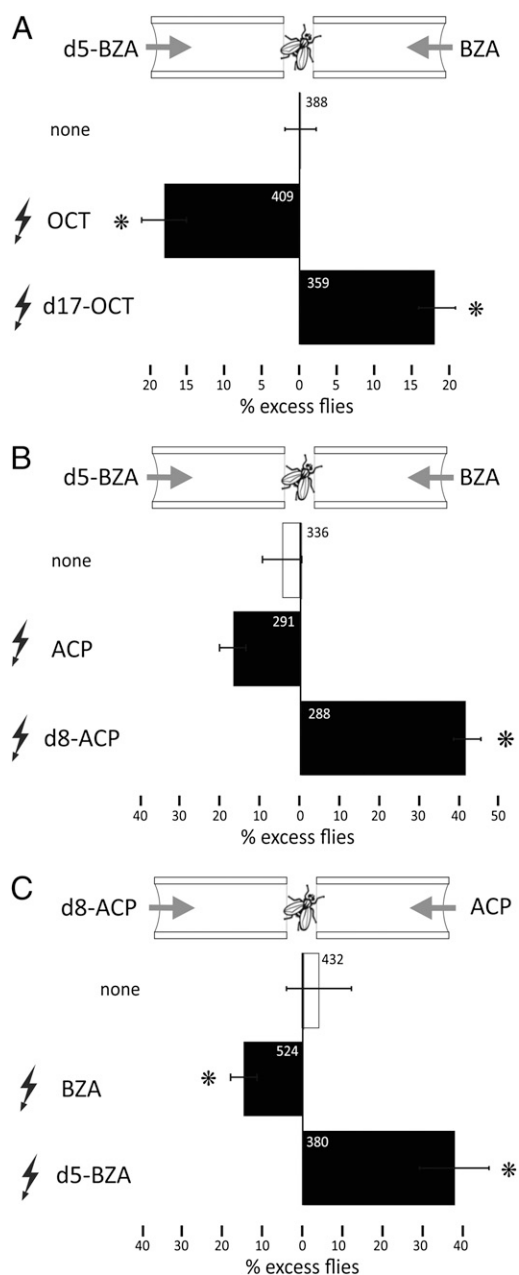 A
d5-BZA BZA
none 388
409
OCT *
359
d17-OCT *
20 15 10 5 0 5 10 15 20
% excess flies
B
d5-BZA BZA
none 336
291
ACP
288
d8-ACP *
40 30 20 10 0 10 20 30 40 50
% excess flies
C
d8-ACP ACP
none 432
524
BZA *
380
d5-BZA *
40 30 20 10 0 10 20 30 40
% excess flies